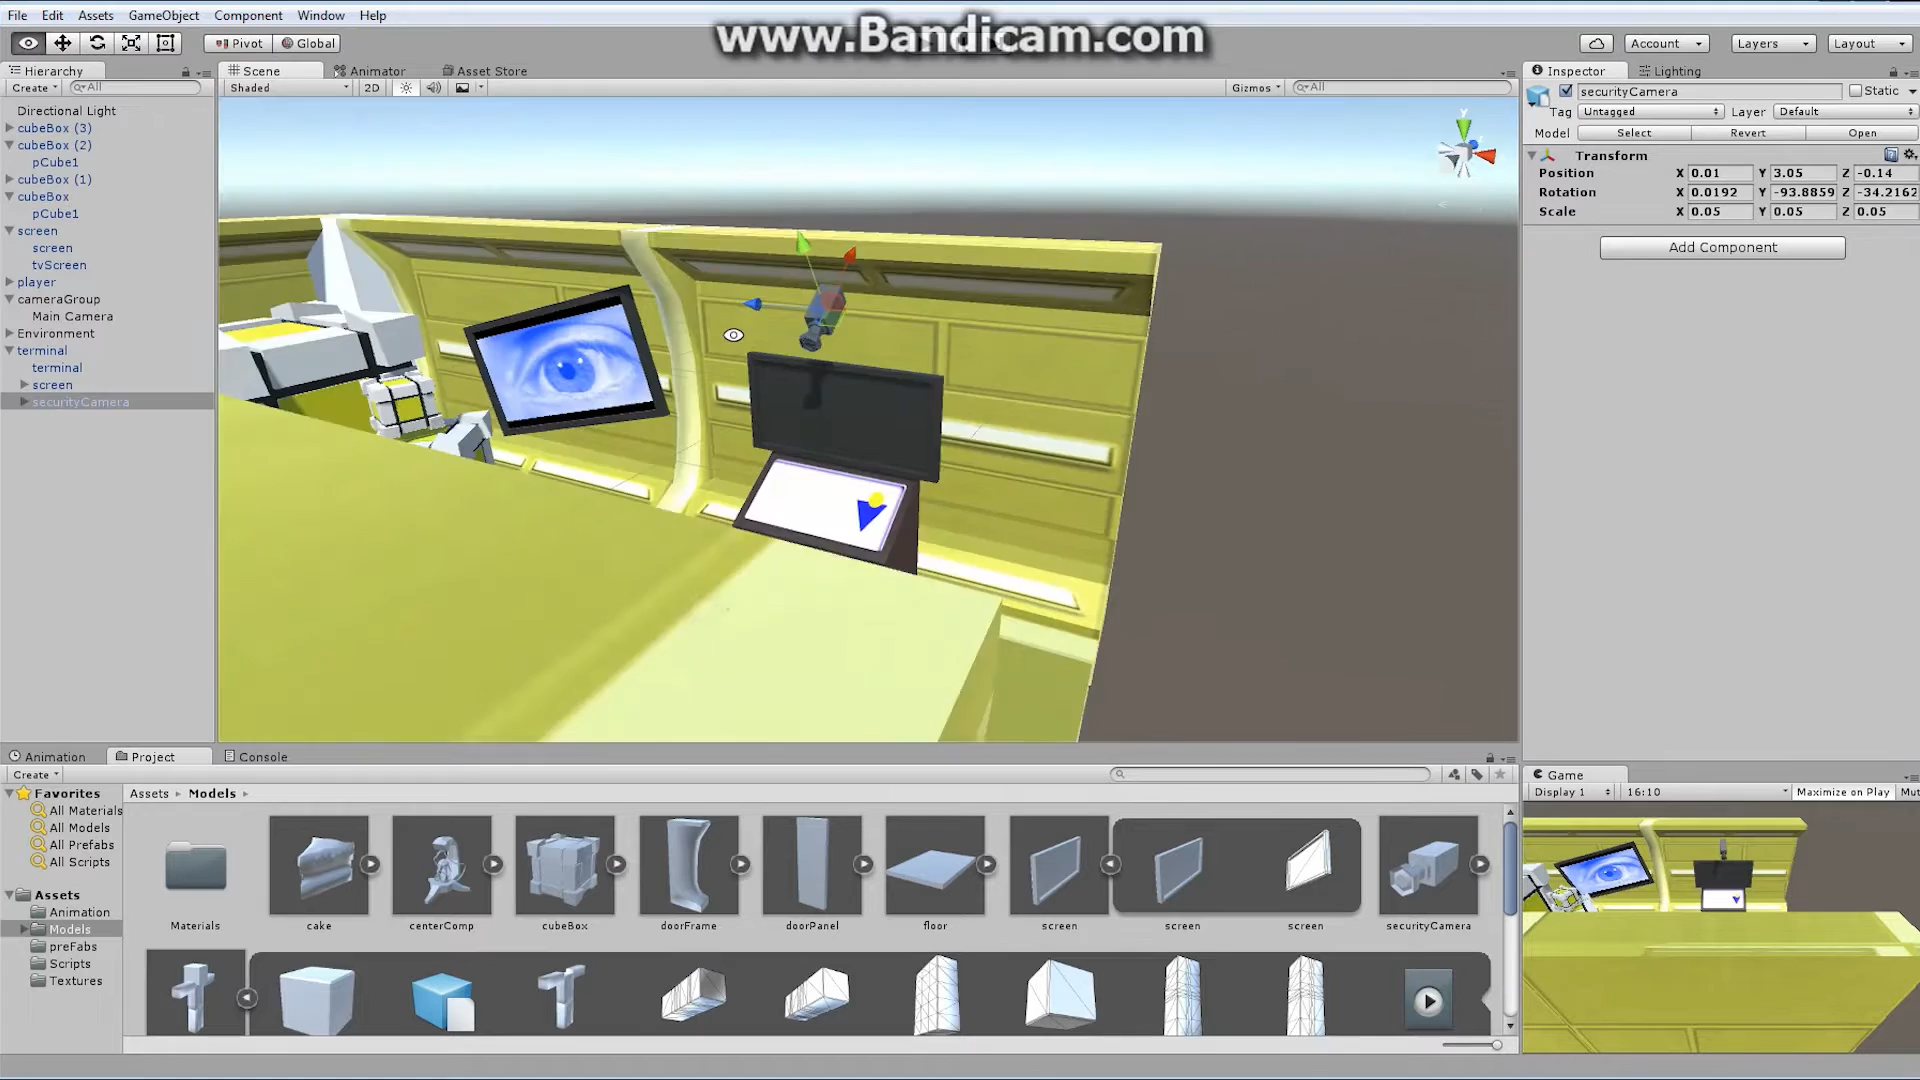 File Edit Assets GameObject Component Window Help
www.Bandicam.com
Pivot Global Account Layers Layout
Hierarchy Scene Animator Asset Store Inspector Lighting
Create All Shaded 2D Gizmos All
securityCamera Static
Tag Untagged Layer Default
Model Select Revert Open
Transform
Position X 0.01 Y 3.05 Z -0.14
Rotation X 0.0192 Y -93.8859 Z -34.2162
Scale X 0.05 Y 0.05 Z 0.05
Add Component
Directional Light
cubeBox (3)
cubeBox (2)
pCube1
cubeBox (1)
cubeBox
pCube1
screen
screen
tvScreen
player
cameraGroup
Main Camera
Environment
terminal
terminal
screen
securityCamera
y
Animation Project Console
Create
Favorites
All Materials
All Models
All Prefabs
All Scripts
Assets
Animation
Models
preFabs
Scripts
Textures
Assets Models
Materials cake centerComp cubeBox doorFrame doorPanel floor screen screen screen securityCamera
Game
Display 1 16:10 Maximize on Play Mut